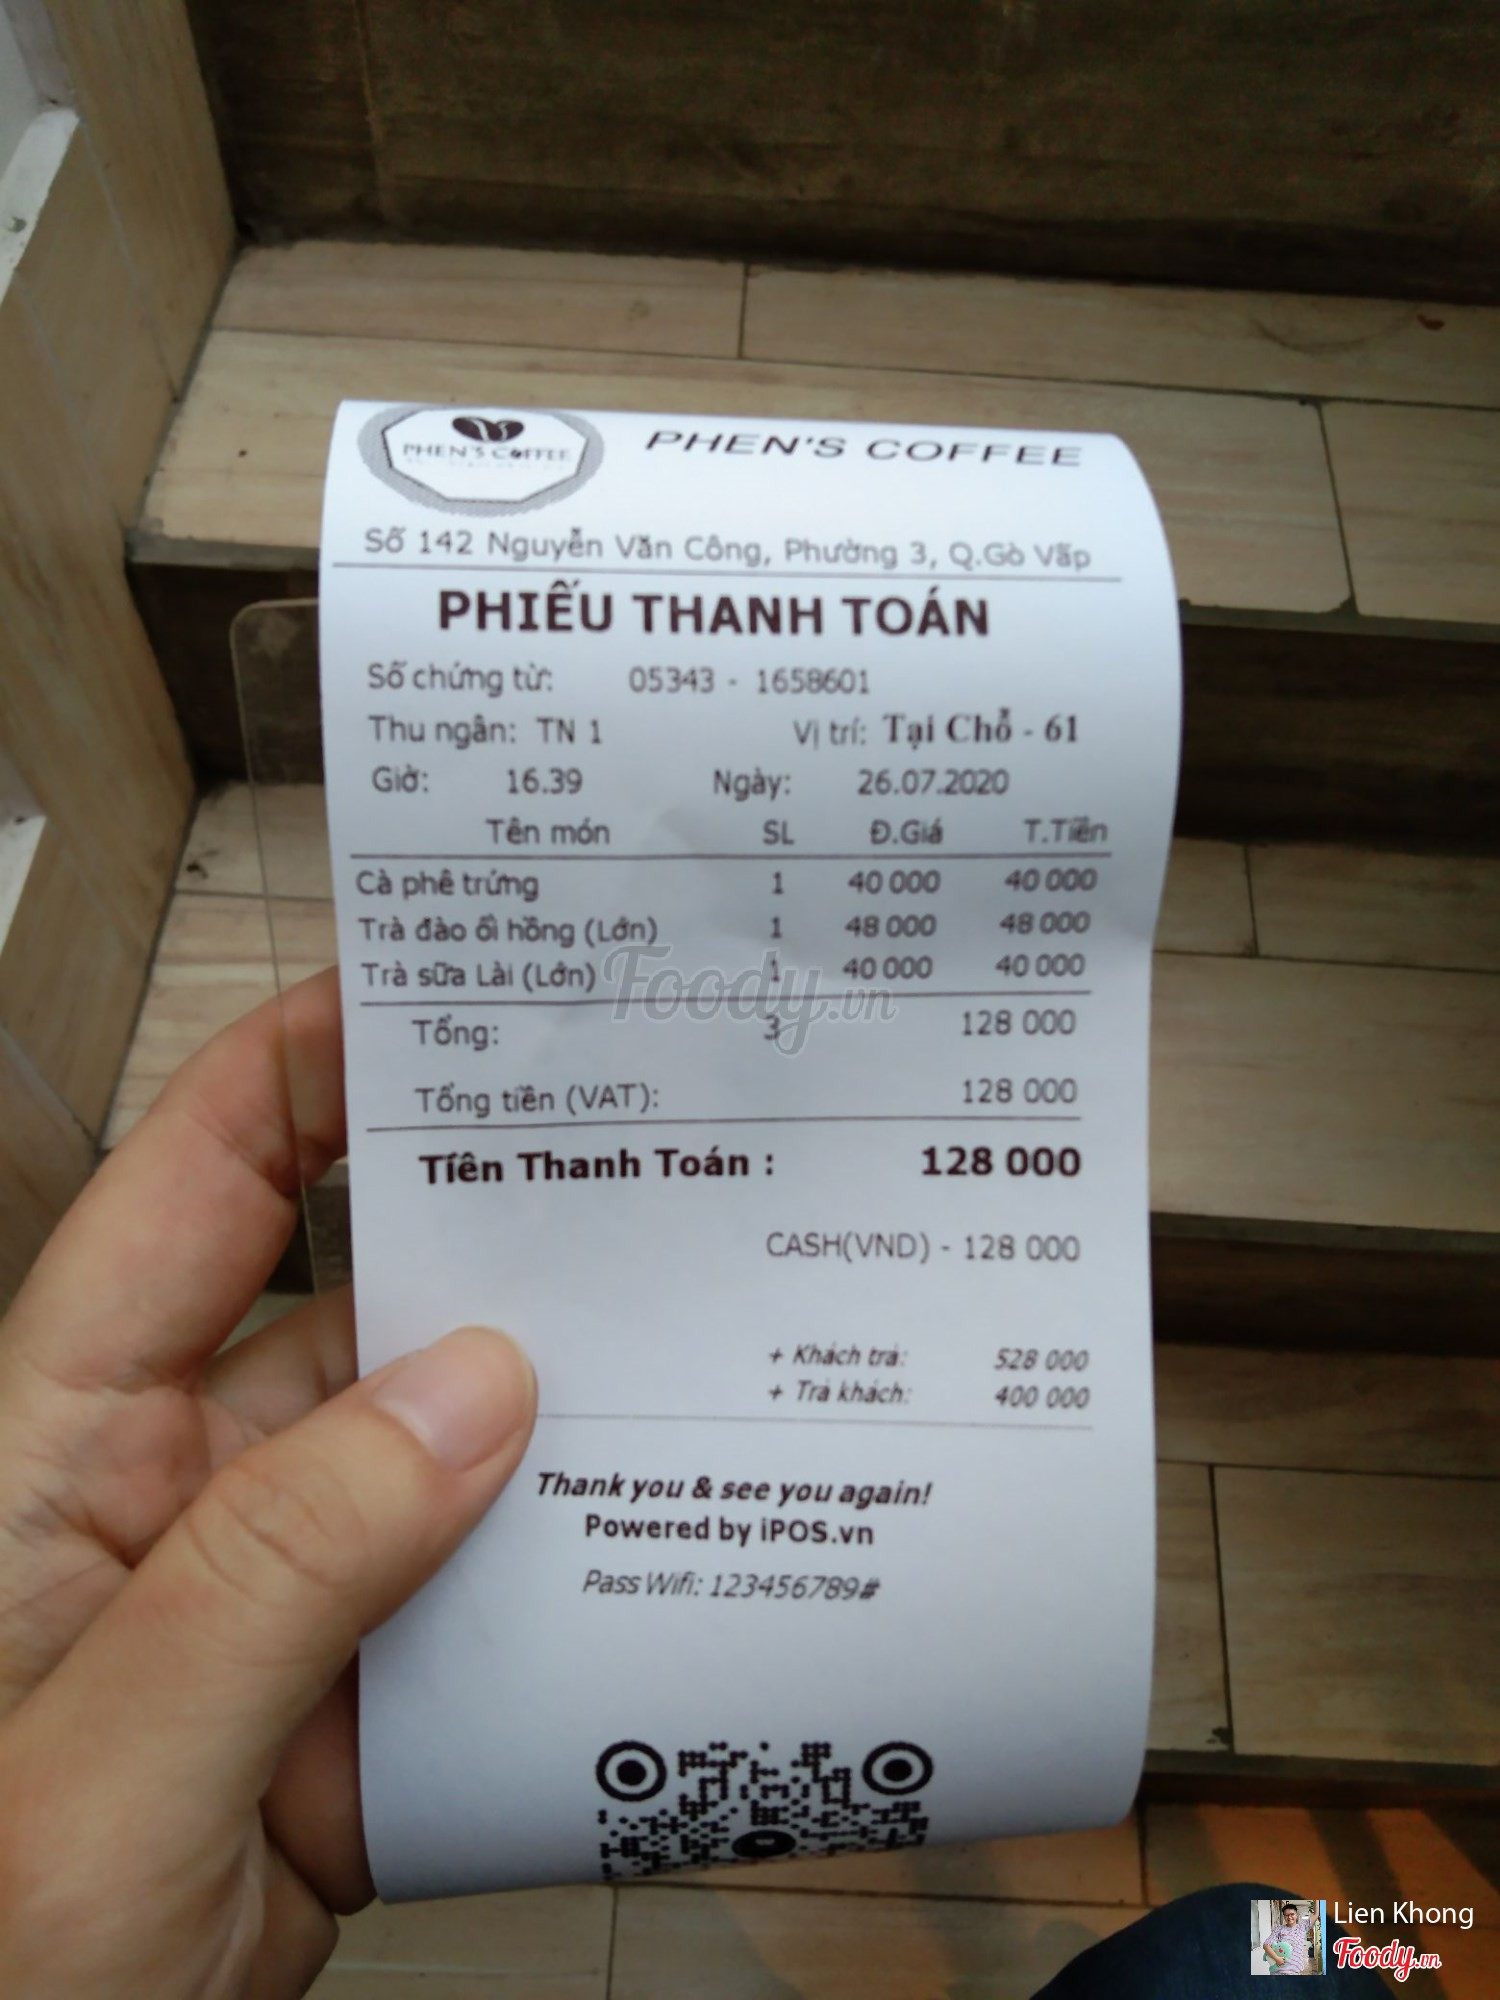 PHEN'S COFFEE
PHEN'S COFFEE
Số 142 Nguyễn Văn Công, Phường 3, Q.Gò Vấp
PHIẾU THANH TOÁN
Số chứng từ: 05343 - 1658601
Thu ngân: TN 1 Vị trí: Tại Chỗ - 61
Giờ: 16.39 Ngày: 26.07.2020
Tên món SL Đ.Giá T.Tiền
Cà phê trứng 1 40 000 40 000
Trà đào ổi hồng (Lớn) 1 48 000 48 000
Trà sữa Lài (Lớn) 1 40 000 40 000
Foody.vn
Tổng: 3 128 000
Tổng tiền (VAT): 128 000
Tiền Thanh Toán : 128 000
CASH(VND) - 128 000
+ Khách trả: 528 000
+ Trả khách: 400 000
Thank you & see you again!
Powered by iPOS.vn
Pass Wifi: 123456789#
Lien Khong
Foody.vn